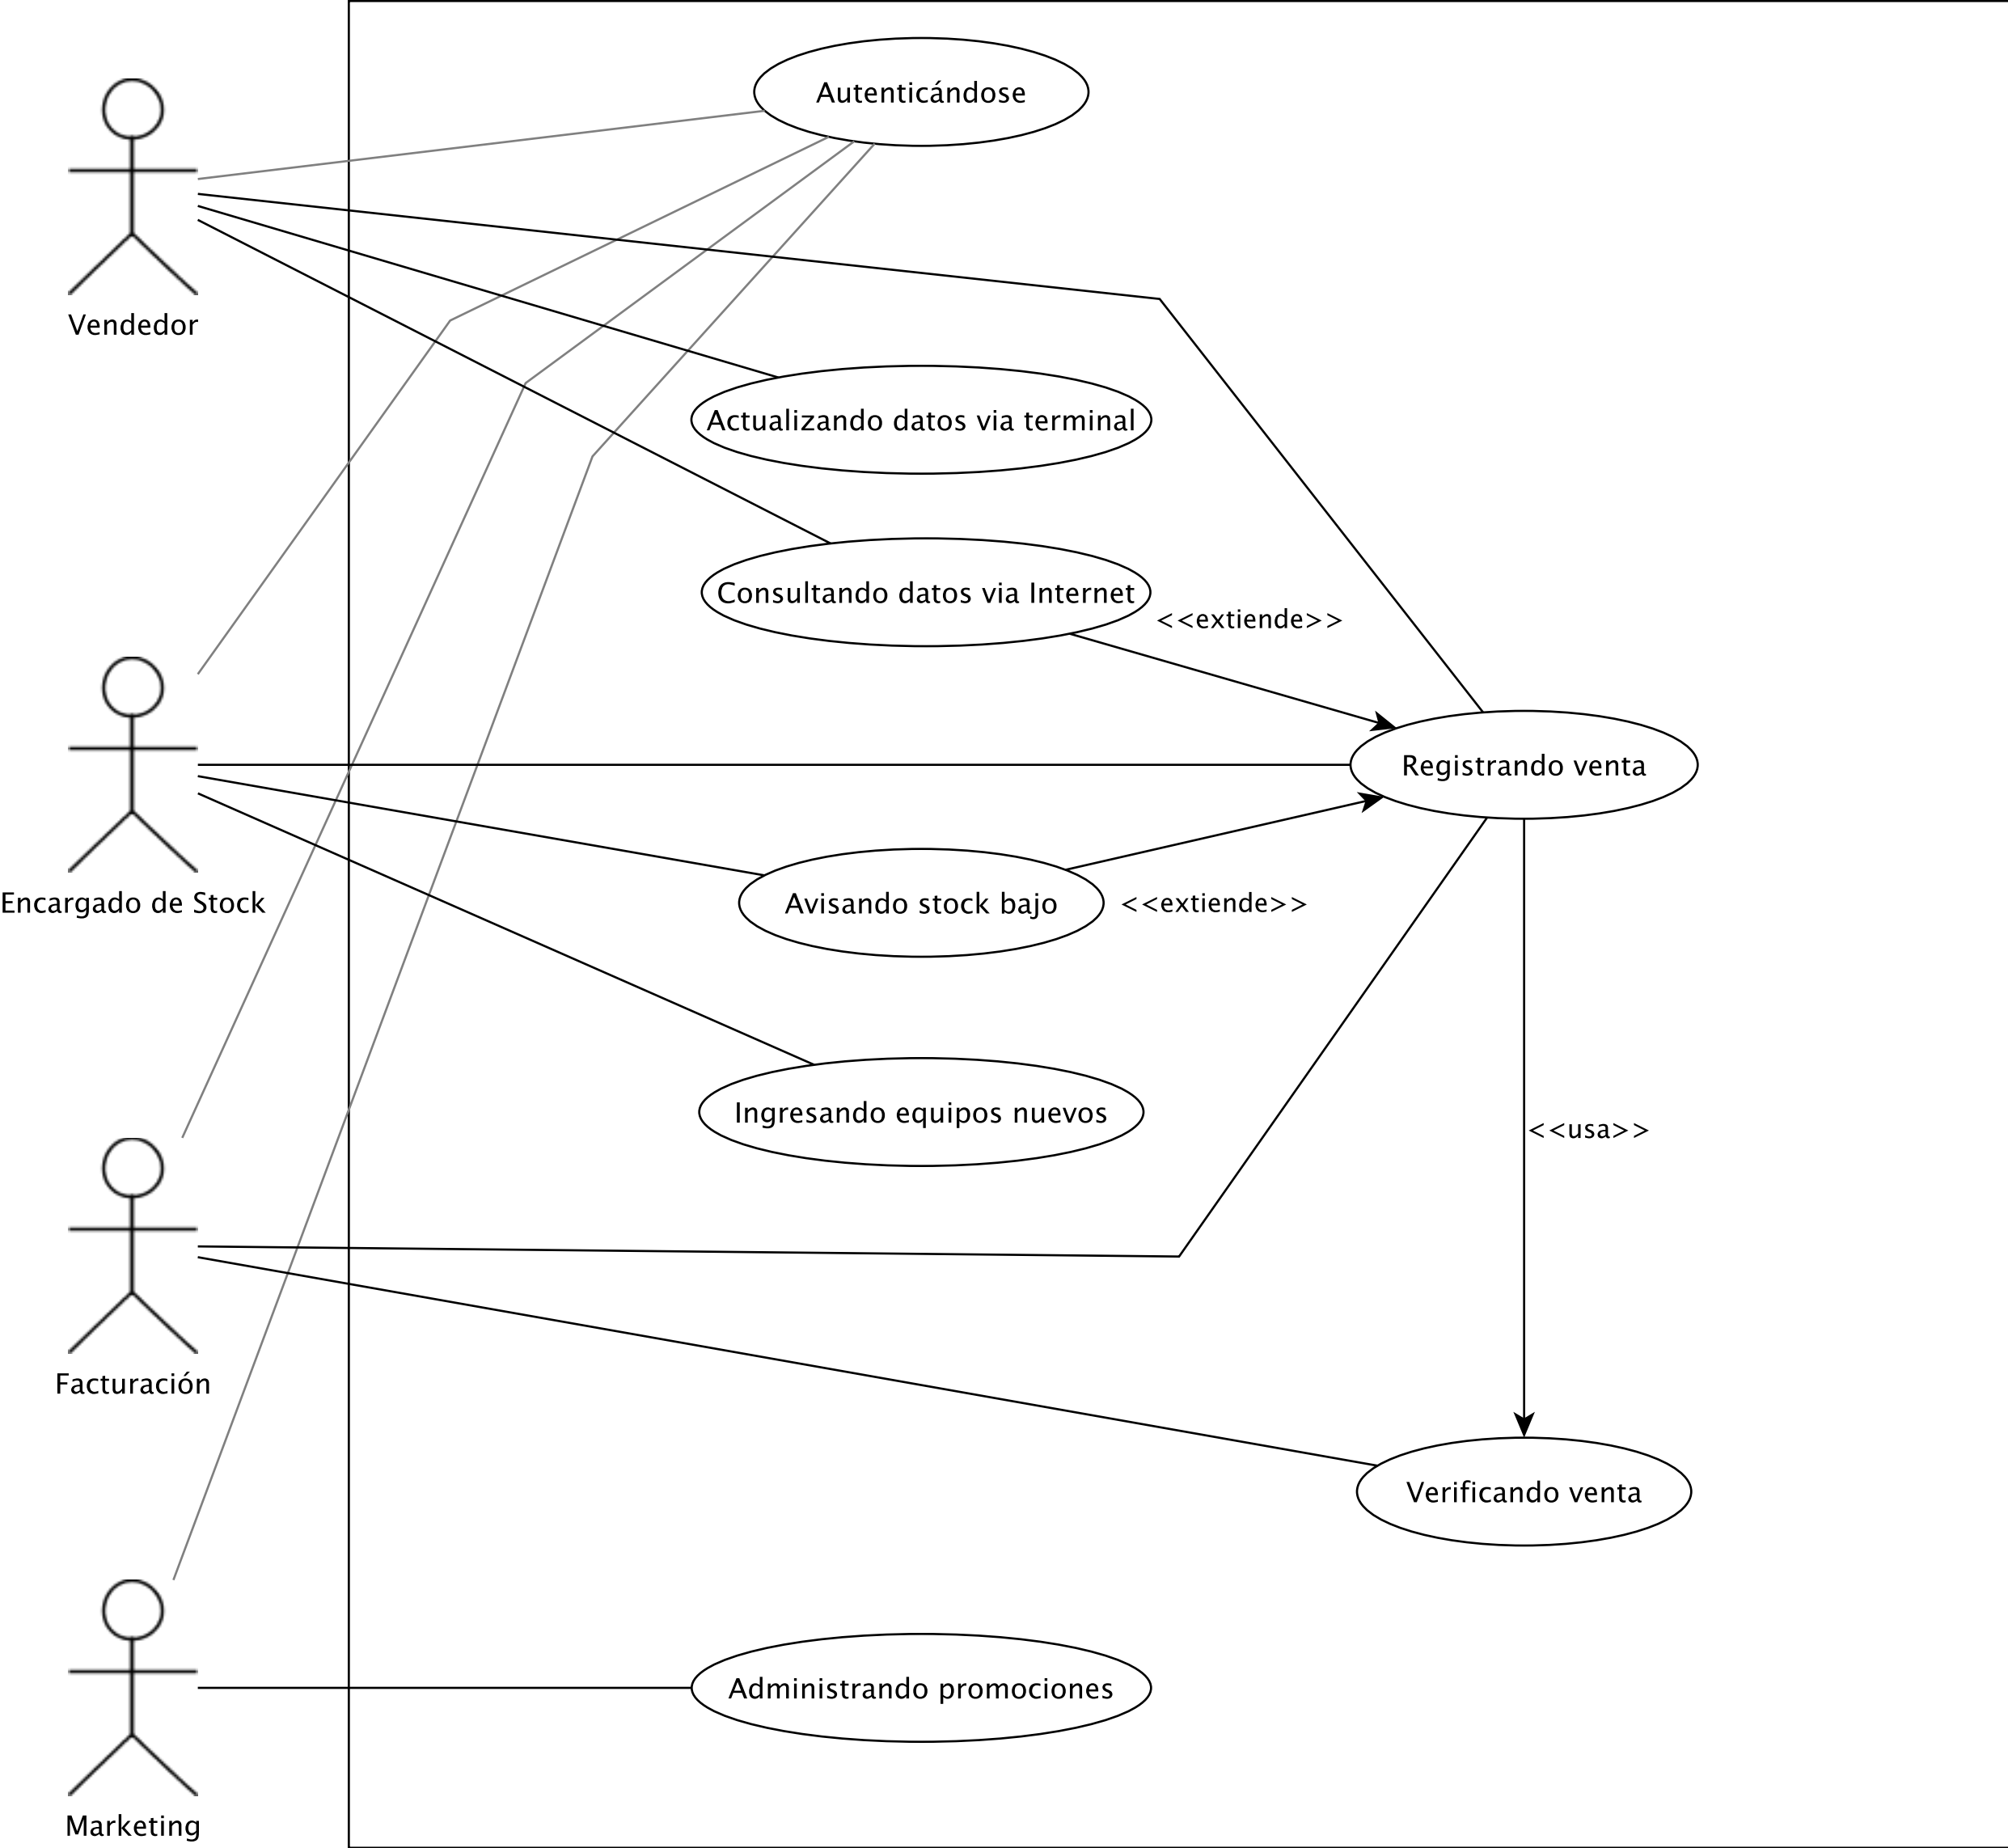 Autenticándose
Vendedor
Actualizando datos via terminal
Consultando datos via Internet
<<extiende>>
Registrando venta
Encargado de Stock
Avisando stock bajo
<<extiende>>
Ingresando equipos nuevos
<<usa>>
Facturación
Verificando venta
Administrando promociones
Marketing